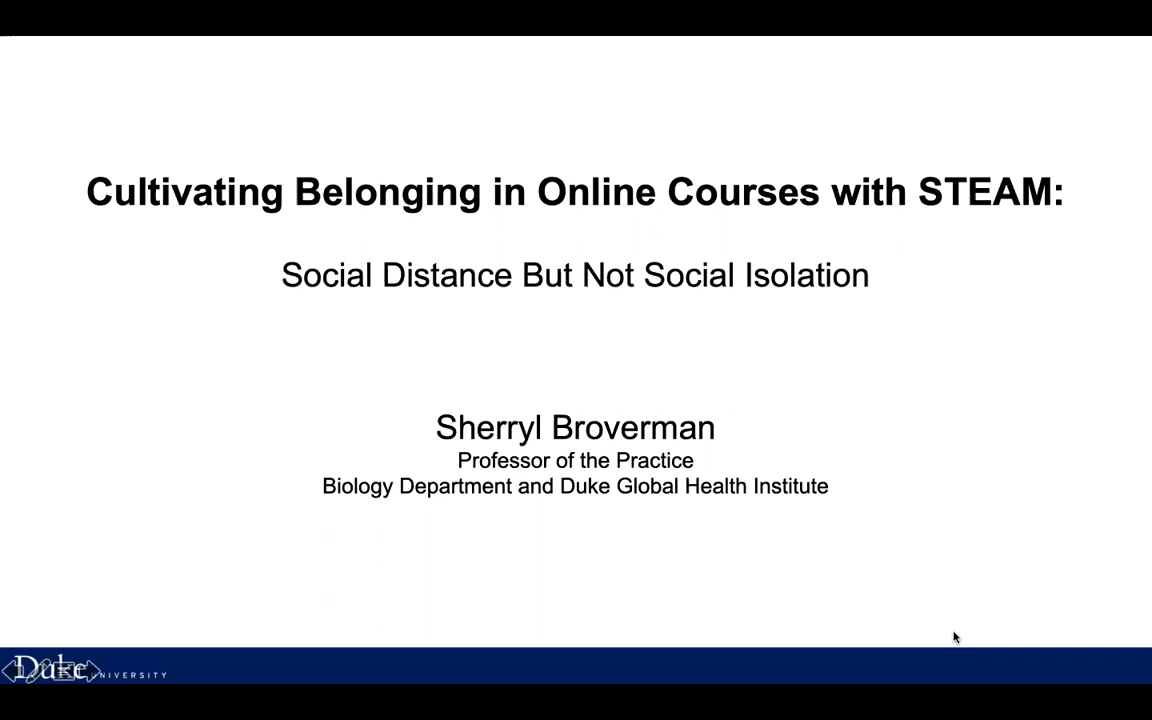 Cultivating Belonging in Online Courses with STEAM:
Social Distance But Not Social Isolation
Sherryl Broverman
Professor of the Practice
Biology Department and Duke Global Health Institute
Duke UNIVERSITY